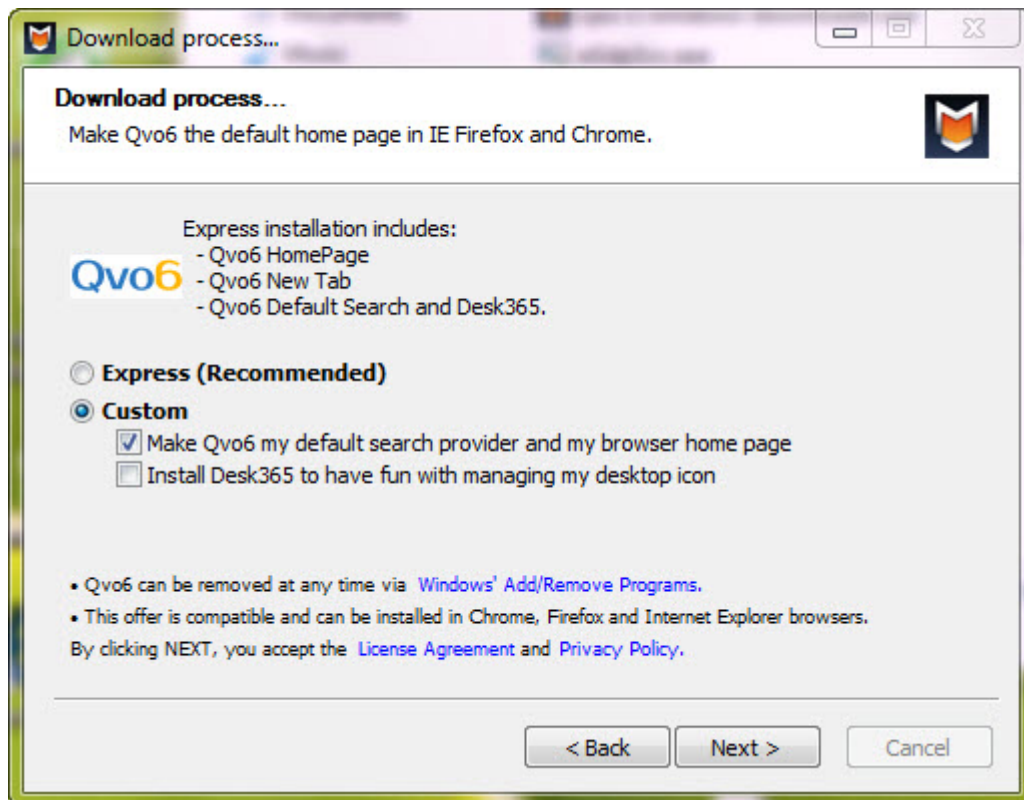 Download process...
Download process...
Make Qvo6 the default home page in IE Firefox and Chrome.
Express installation includes:
- Qvo6 HomePage
Qvo6
- Qvo6 New Tab
- Qvo6 Default Search and Desk365.
Express (Recommended)
Custom
Make Qvo6 my default search provider and my browser home page
Install Desk365 to have fun with managing my desktop icon
• Qvo6 can be removed at any time via Windows' Add/Remove Programs.
• This offer is compatible and can be installed in Chrome, Firefox and Internet Explorer browsers.
By clicking NEXT, you accept the License Agreement and Privacy Policy.
< Back
Next >
Cancel